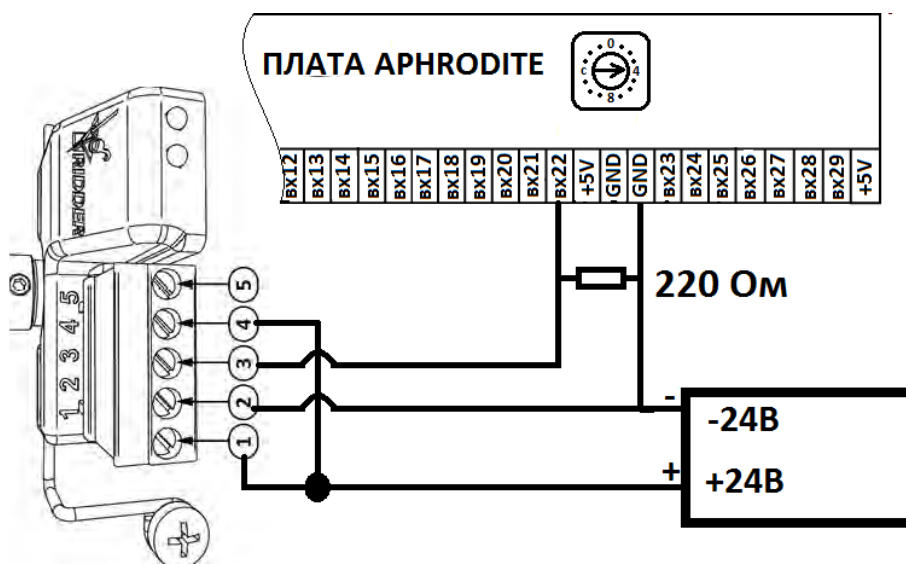 ПЛАТА APHRODITE
0
4
8
c
вх12
вх13
вх14
вх15
вх16
вх17
вх18
вх19
вх20
вх21
вх22
+5V
GND
GND
вх23
вх24
вх25
вх26
вх27
вх28
вх29
+5V
RIDDER
1 2 3 4 5
5
4
3
2
1
220 Ом
-
-24В
+
+24В